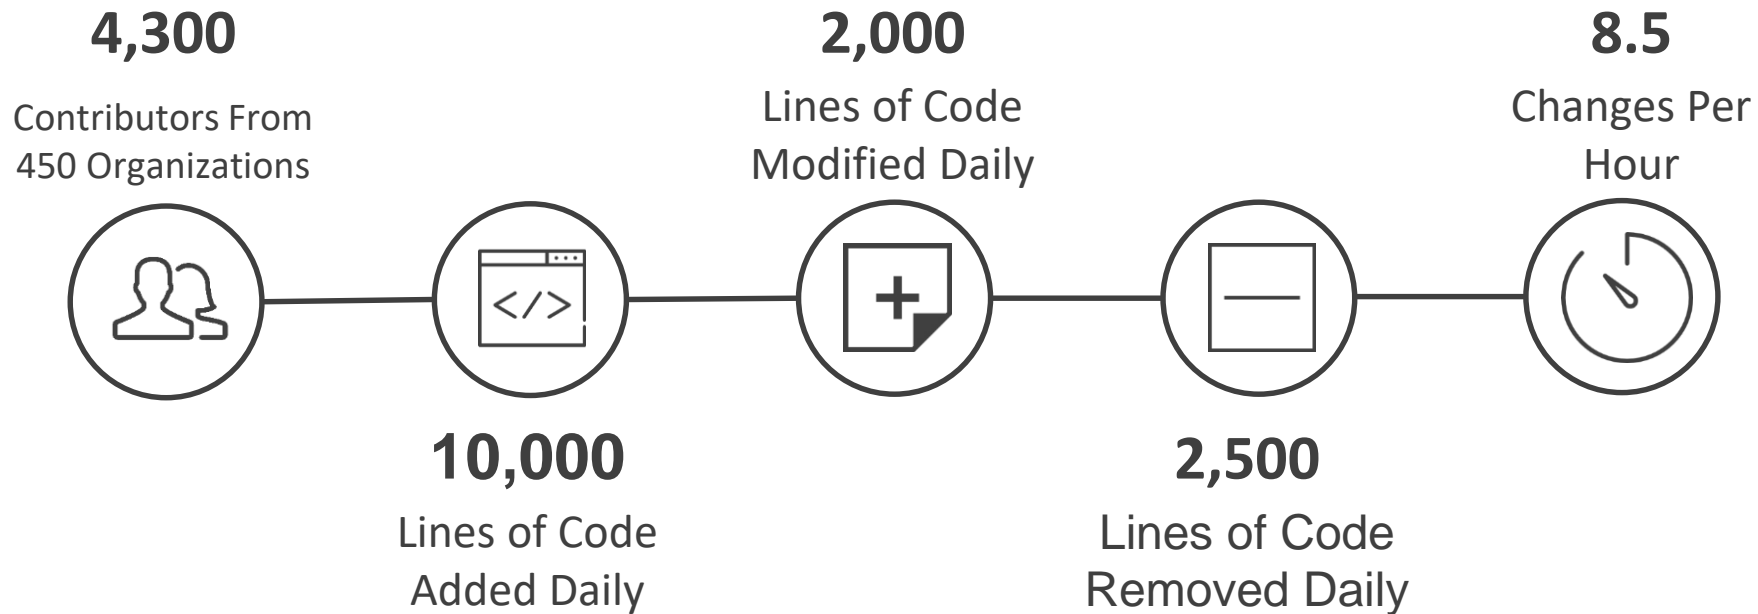 4,300
Contributors From
450 Organizations
10,000
Lines of Code
Added Daily
2,000
Lines of Code
Modified Daily
2,500
Lines of Code
Removed Daily
8.5
Changes Per
Hour